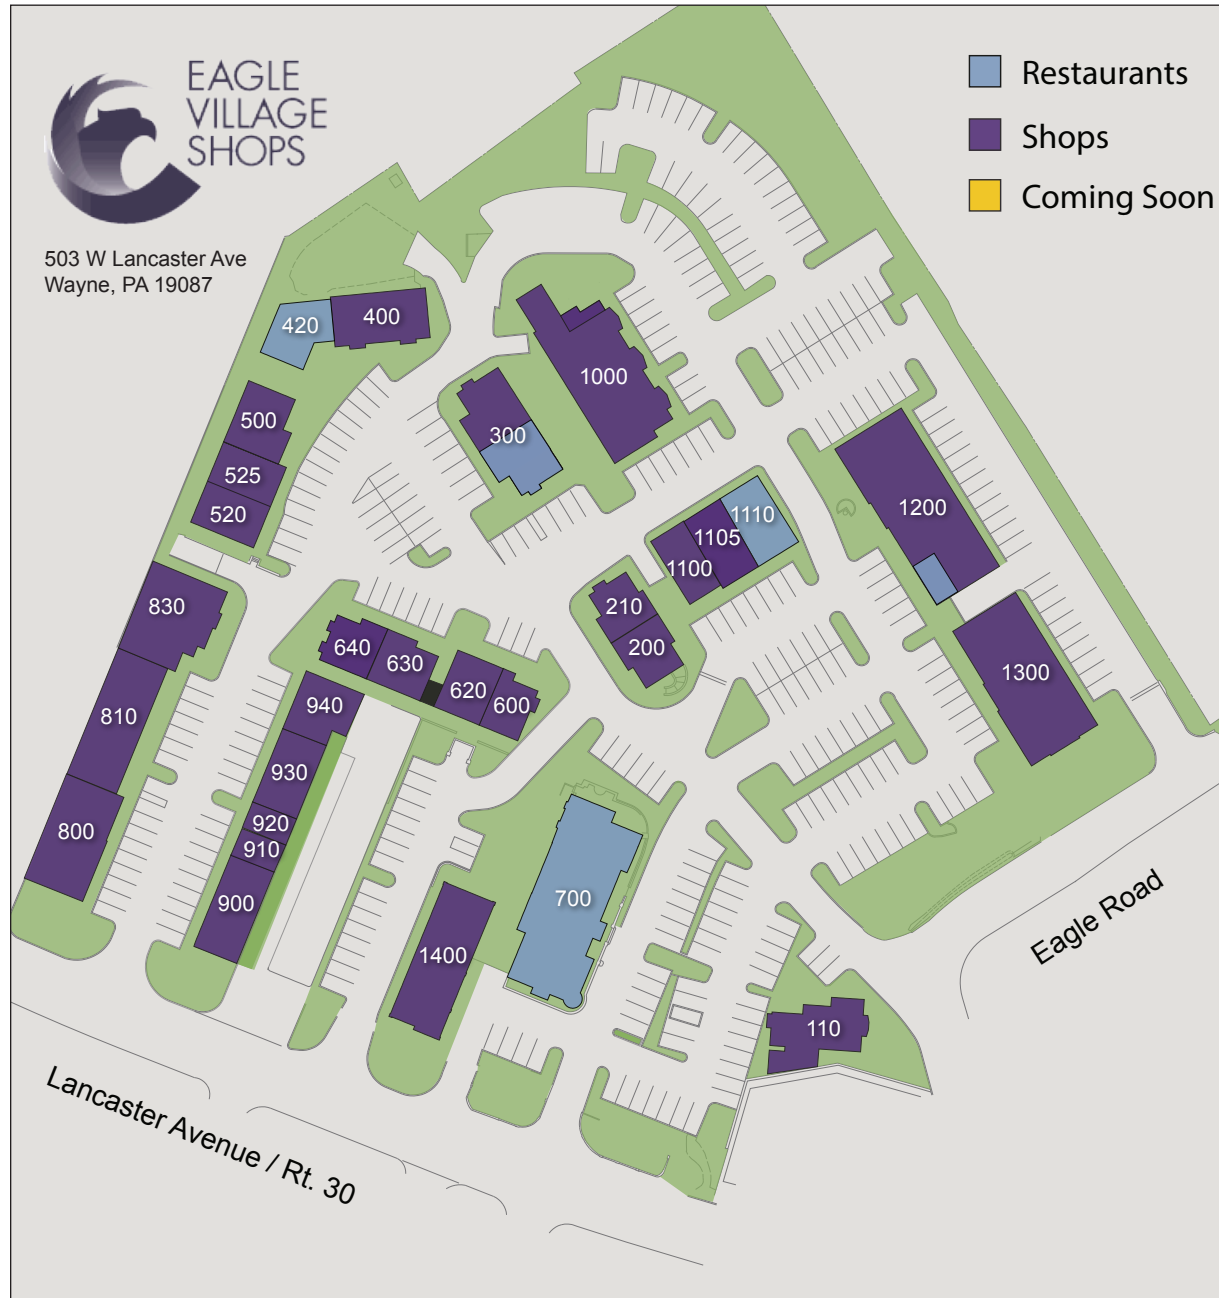 EAGLE
VILLAGE
SHOPS
503 W Lancaster Ave
Wayne, PA 19087
Restaurants
Shops
Coming Soon
420
400
1000
300
500
525
520
1200
1110
1105
1100
210
200
830
640
630
620
600
1300
810
940
930
920
910
900
800
700
1400
110
Eagle Road
Lancaster Avenue / Rt. 30